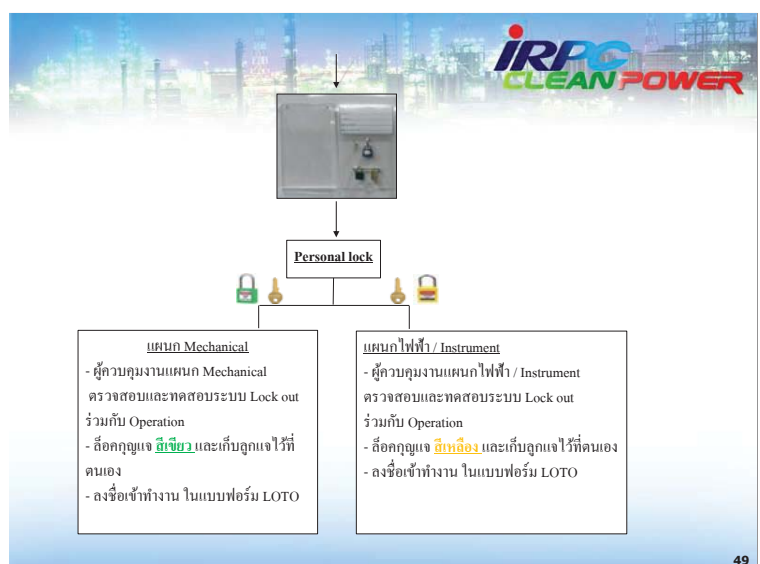 iRPC
CLEAN POWER
Personal lock
แผนก Mechanical
- ผู้ควบคุมงานแผนก Mechanical
ตรวจสอบและทดสอบระบบ Lock out
ร่วมกับ Operation
- ล็อคกุญแจ สีเขียว และเก็บลูกแจไว้ที่
ตนเอง
- ลงชื่อเข้าทำงาน ในแบบฟอร์ม LOTO
แผนกไฟฟ้า / Instrument
- ผู้ควบคุมงานแผนกไฟฟ้า / Instrument
ตรวจสอบและทดสอบระบบ Lock out
ร่วมกับ Operation
- ล็อคกุญแจ สีเหลือง และเก็บลูกแจไว้ที่ตนเอง
- ลงชื่อเข้าทำงาน ในแบบฟอร์ม LOTO
49